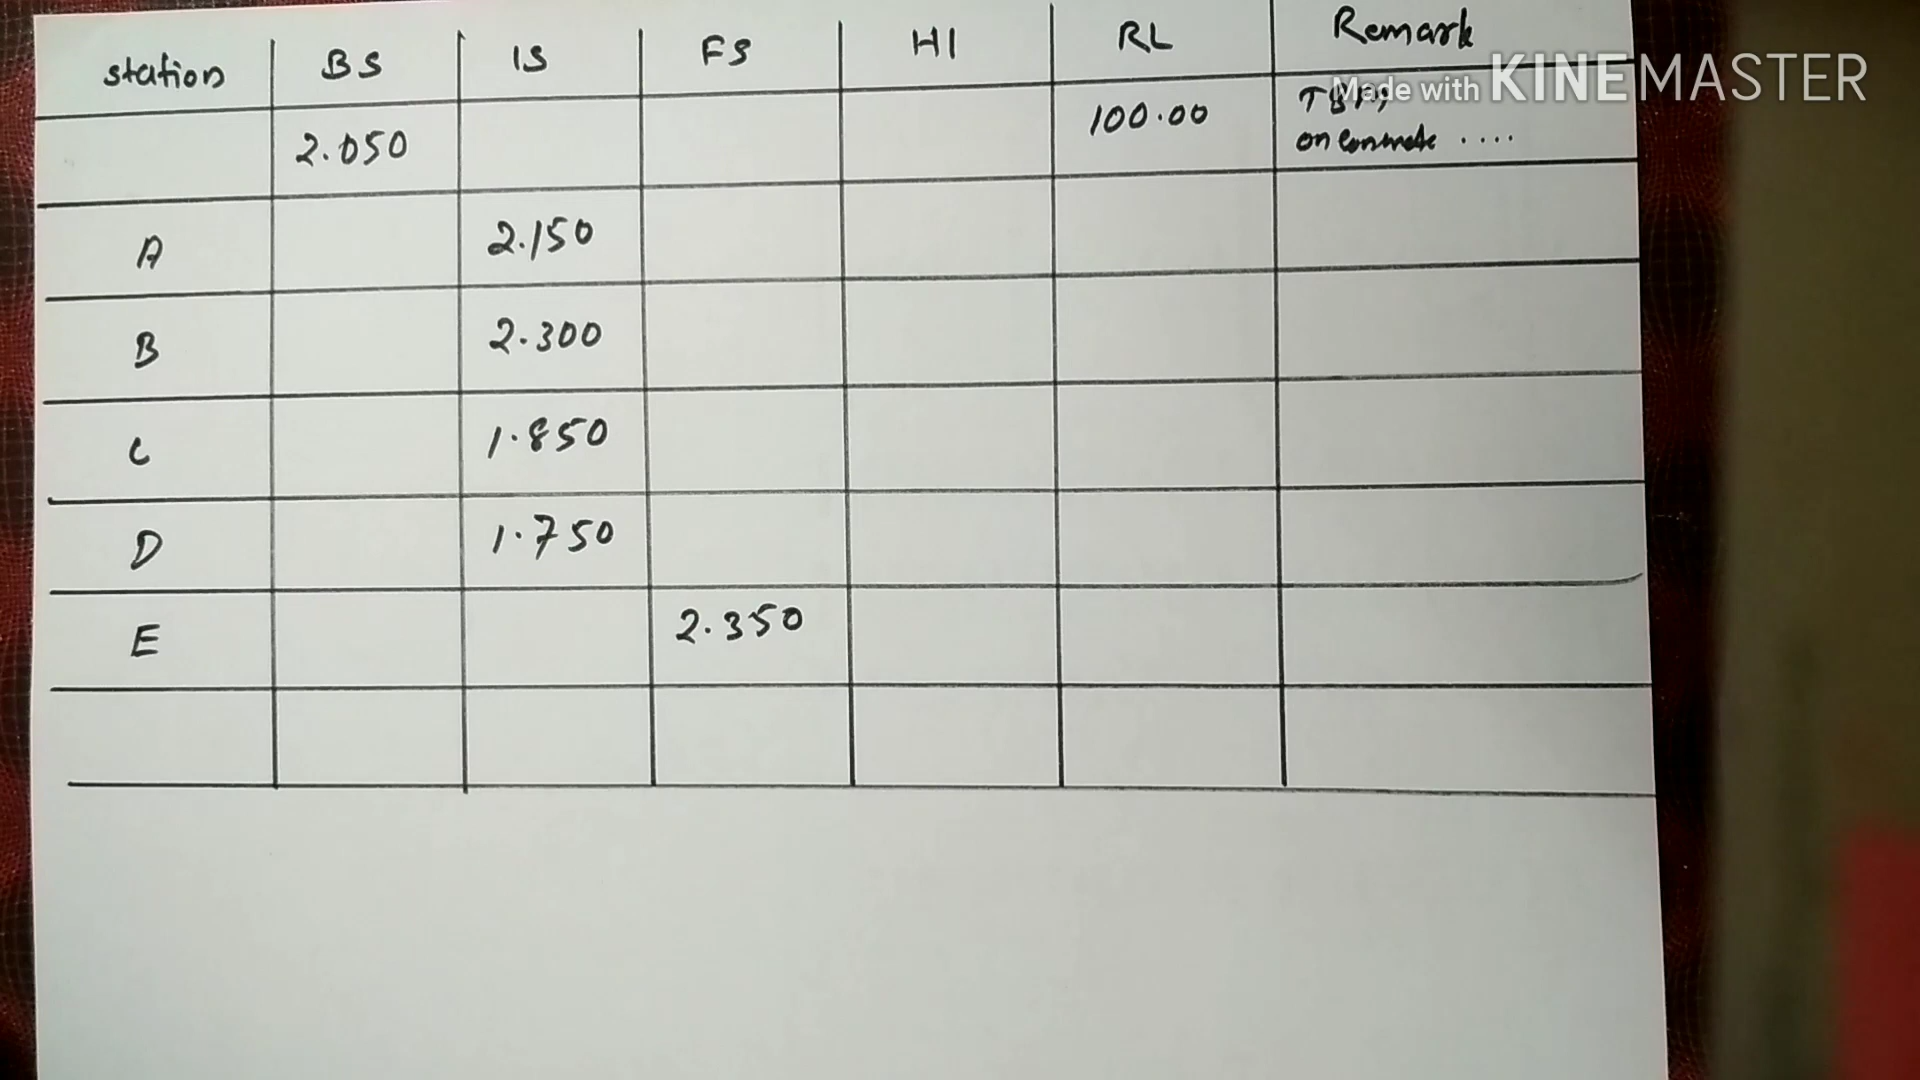 station BS IS FS HI RL Remark
Made with KINEMASTER
2.050 100.00 TBM
on concrete ....
A 2.150
B 2.300
C 1.850
D 1.750
E 2.350